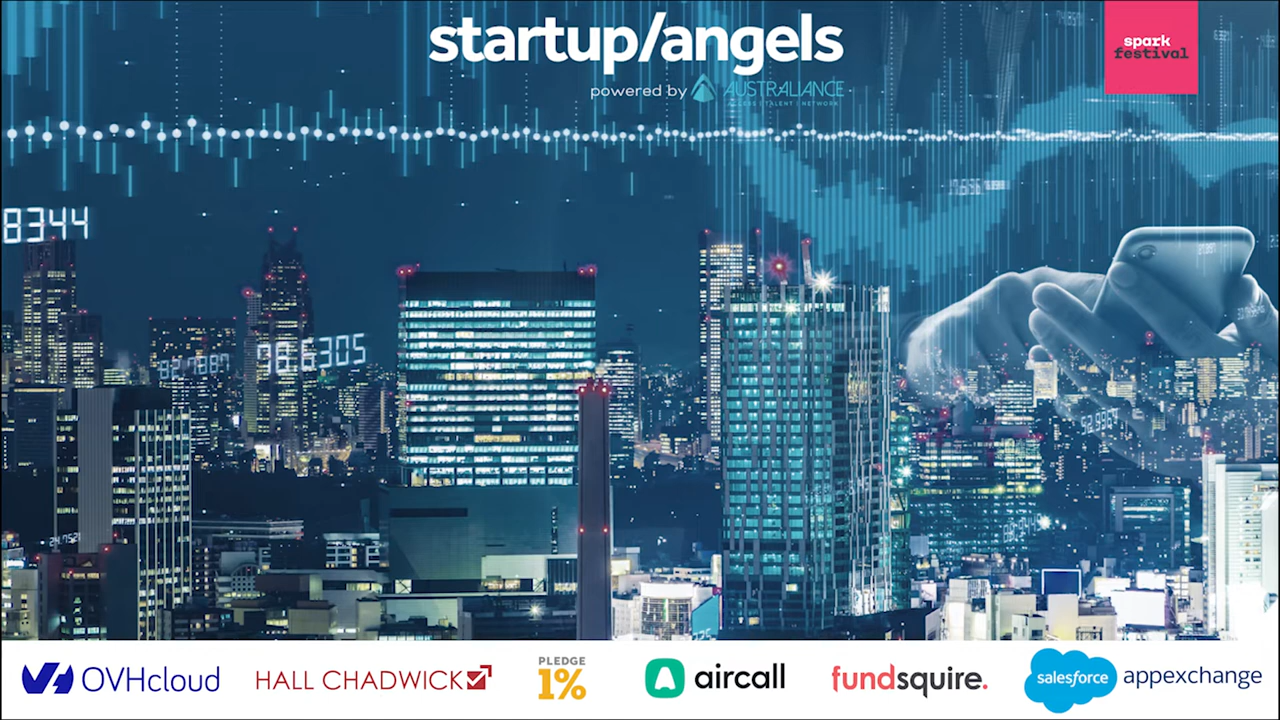 startup/angels
spark
festival
powered by AUSTRALIANCE
8344
98.6305
OVHcloud
HALL CHADWICK
PLEDGE
1%
aircall
fundsquire.
salesforce appexchange